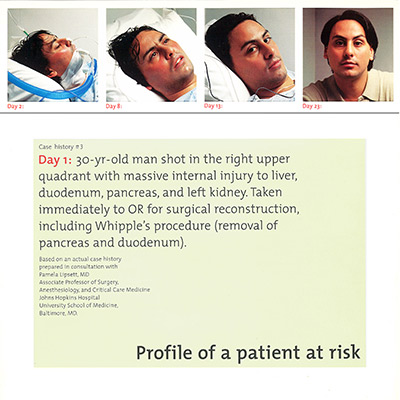 Day 2:
Day 8:
Day 13:
Day 23:
Case history #3
Day 1: 30-yr-old man shot in the right upper
quadrant with massive internal injury to liver,
duodenum, pancreas, and left kidney. Taken
immediately to OR for surgical reconstruction,
including Whipple's procedure (removal of
pancreas and duodenum).
Based on an actual case history
prepared in consultation with
Pamela Lipsett, MD
Associate Professor of Surgery,
Anesthesiology, and Critical Care Medicine
Johns Hopkins Hospital
University School of Medicine,
Baltimore, MD.
Profile of a patient at risk